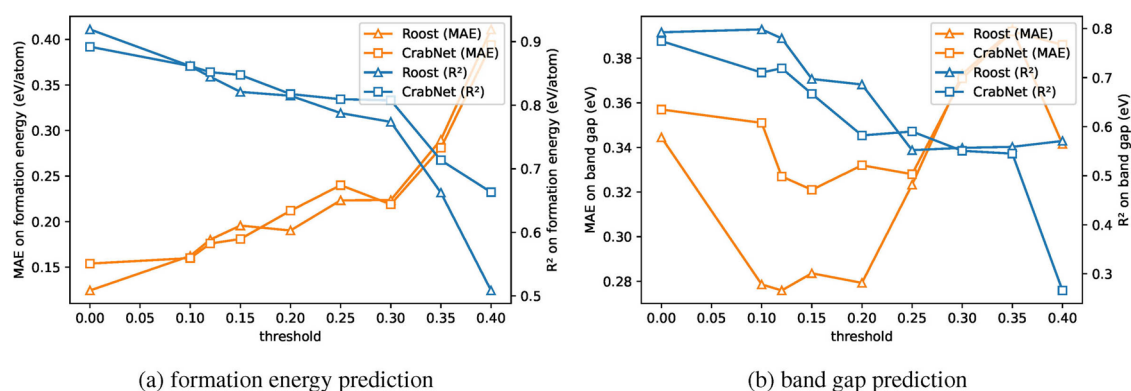 MAE on formation energy (eV/atom)
0.40
0.35
0.30
0.25
0.20
0.15
0.00 0.05 0.10 0.15 0.20 0.25 0.30 0.35 0.40
threshold
0.9
0.8
0.7
0.6
0.5
R² on formation energy (eV/atom)
Roost (MAE)
CrabNet (MAE)
Roost (R²)
CrabNet (R²)
(a) formation energy prediction
MAE on band gap (eV)
0.38
0.36
0.34
0.32
0.30
0.28
0.00 0.05 0.10 0.15 0.20 0.25 0.30 0.35 0.40
threshold
0.8
0.7
0.6
0.5
0.4
0.3
R² on band gap (eV)
Roost (MAE)
CrabNet (MAE)
Roost (R²)
CrabNet (R²)
(b) band gap prediction